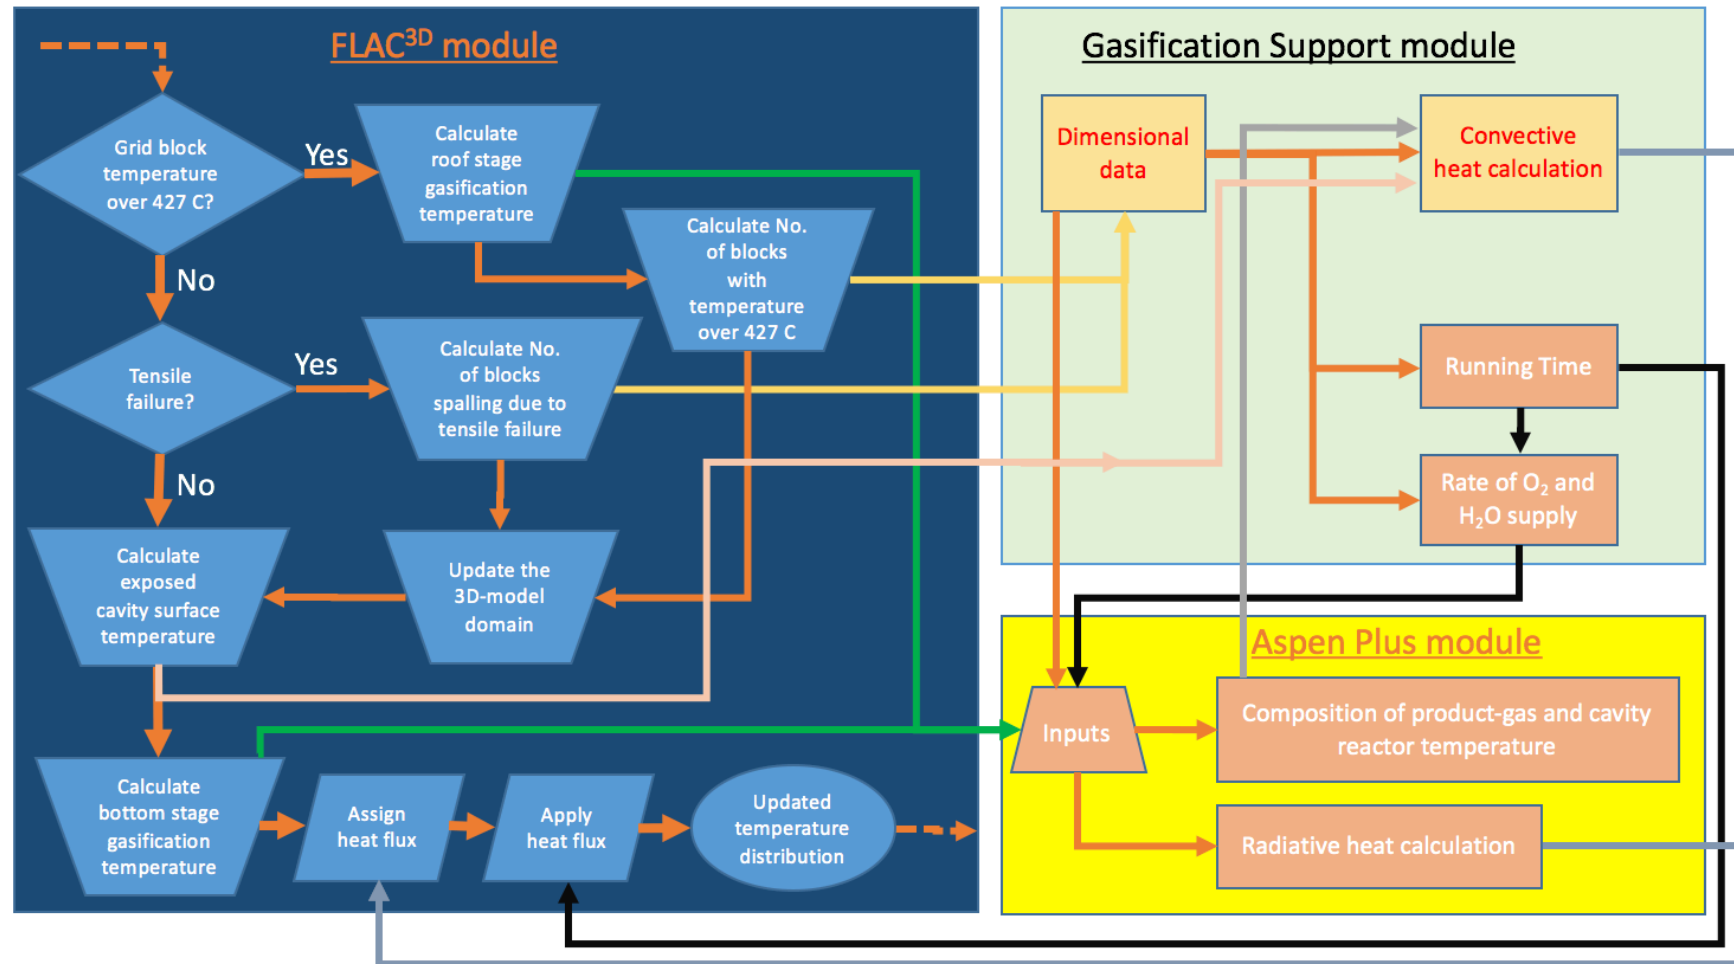 FLAC3D module
Grid block
temperature
over 427 C?
Yes
Calculate
roof stage
gasification
temperature
No
Calculate No.
of blocks
with
temperature
over 427 C
Tensile
failure?
Yes
Calculate No.
of blocks
spalling due to
tensile failure
No
Calculate
exposed
cavity surface
temperature
Update the
3D-model
domain
Calculate
bottom stage
gasification
temperature
Assign
heat flux
Apply
heat flux
Updated
temperature
distribution
Gasification Support module
Dimensional
data
Convective
heat calculation
Running Time
Rate of O2 and
H2O supply
Aspen Plus module
Inputs
Composition of product-gas and cavity
reactor temperature
Radiative heat calculation